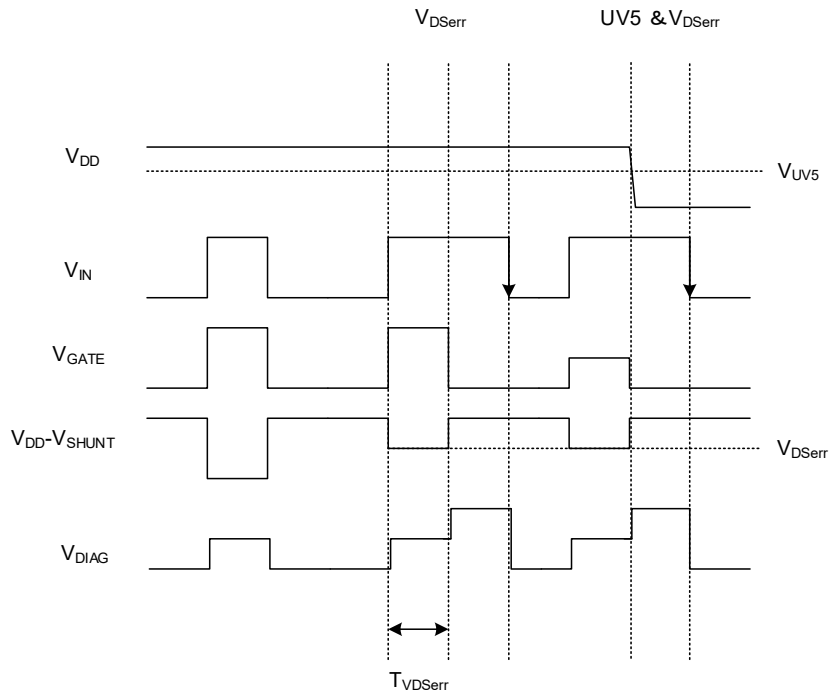 VDSerr
UV5 & VDSerr
VDD
VUV5
VIN
VGATE
VDD-VSHUNT
VDSerr
VDIAG
TVDSerr